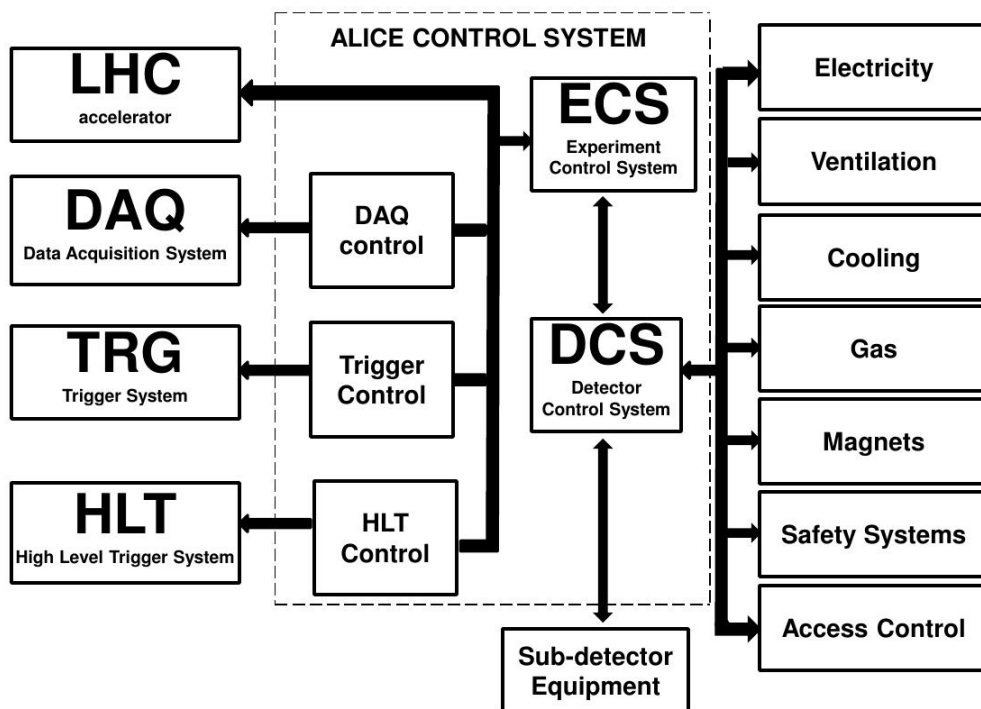 ALICE CONTROL SYSTEM
LHC
accelerator
DAQ
Data Acquisition System
TRG
Trigger System
HLT
High Level Trigger System
DAQ
control
Trigger
Control
HLT
Control
ECS
Experiment
Control System
DCS
Detector
Control System
Sub-detector
Equipment
Electricity
Ventilation
Cooling
Gas
Magnets
Safety Systems
Access Control